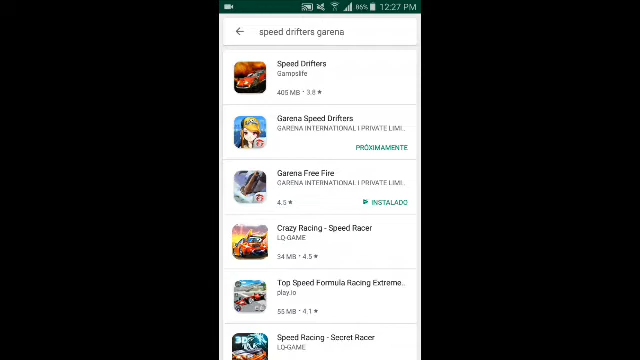 86% 12:27 PM
speed drifters garena
Speed Drifters
Gampslife
405 MB • 3.8 ★
Garena Speed Drifters
GARENA INTERNATIONAL I PRIVATE LIMI..
PRÓXIMAMENTE
Garena Free Fire
GARENA INTERNATIONAL I PRIVATE LIMI..
4.5 ★ INSTALADO
Crazy Racing - Speed Racer
LQ-GAME
34 MB • 4.5 ★
Top Speed Formula Racing Extreme..
play.io
55 MB • 4.1 ★
3D
Speed Racing - Secret Racer
LQ-GAME